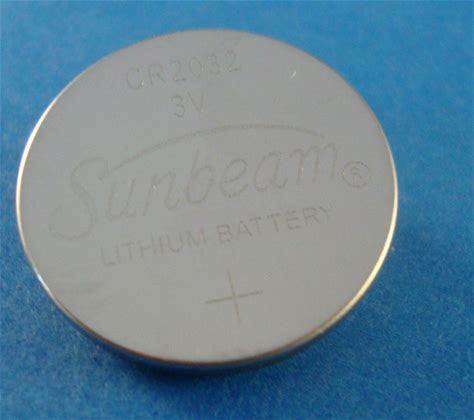 CR2032
3V
Sunbeam®
LITHIUM BATTERY
+